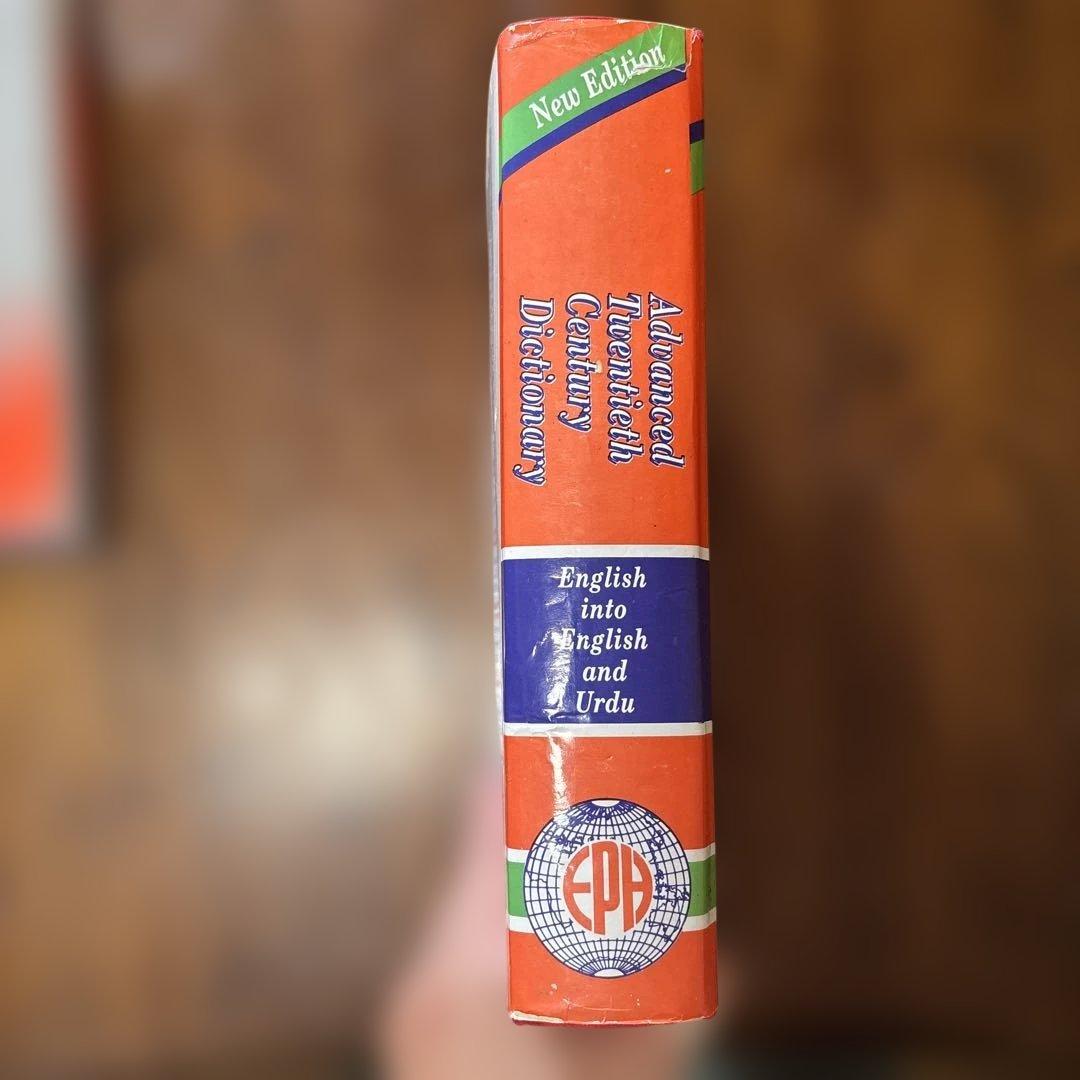 New Edition
Advanced
Twentieth
Century
Dictionary
English
into
English
and
Urdu
EPH